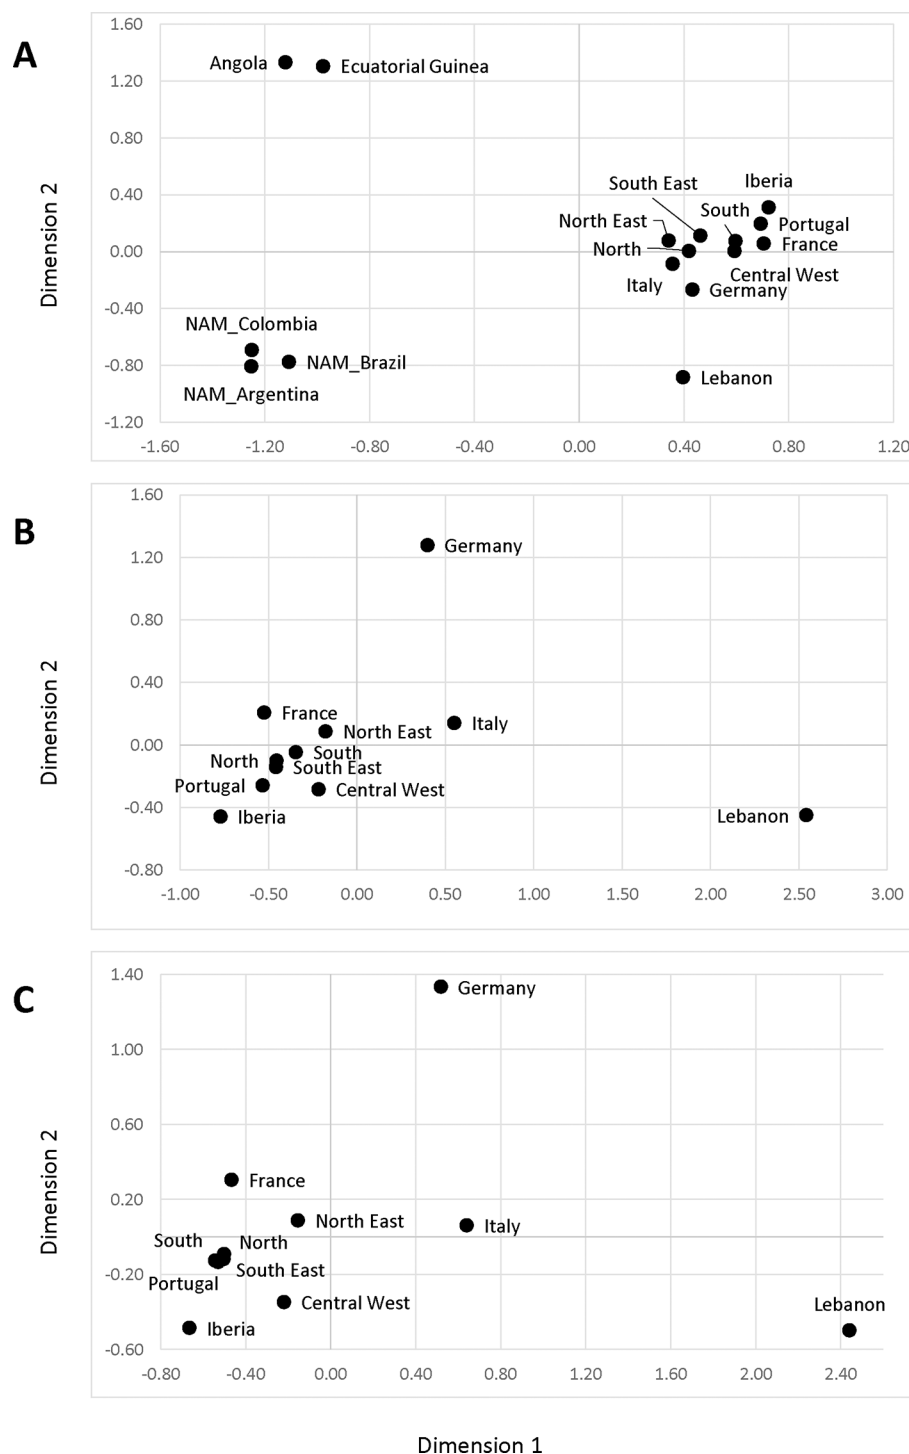 A
Dimension 2
1.60
1.20
0.80
0.40
0.00
-0.40
-0.80
-1.20
Angola
Ecuatorial Guinea
South East
Iberia
South
North East
Portugal
North
France
Central West
Italy
Germany
NAM_Colombia
NAM_Brazil
Lebanon
NAM_Argentina
-1.60
-1.20
-0.80
-0.40
0.00
0.40
0.80
1.20
B
Dimension 2
1.60
1.20
0.80
0.40
0.00
-0.40
-0.80
Germany
France
Italy
North East
South
North
South East
Portugal
Central West
Iberia
Lebanon
-1.00
-0.50
0.00
0.50
1.00
1.50
2.00
2.50
3.00
C
Dimension 2
1.40
1.00
0.60
0.20
-0.20
-0.60
Germany
France
North East
Italy
South
North
South East
Portugal
Central West
Lebanon
Iberia
-0.80
-0.40
0.00
0.40
0.80
1.20
1.60
2.00
2.40
Dimension 1